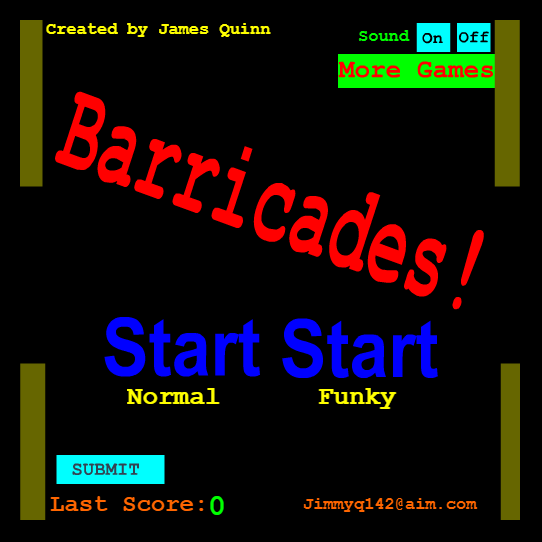 Created by James Quinn
Sound On Off
More Games
Barricades!
Start Start
Normal Funky
SUBMIT
Last Score:0
Jimmyq142@aim.com